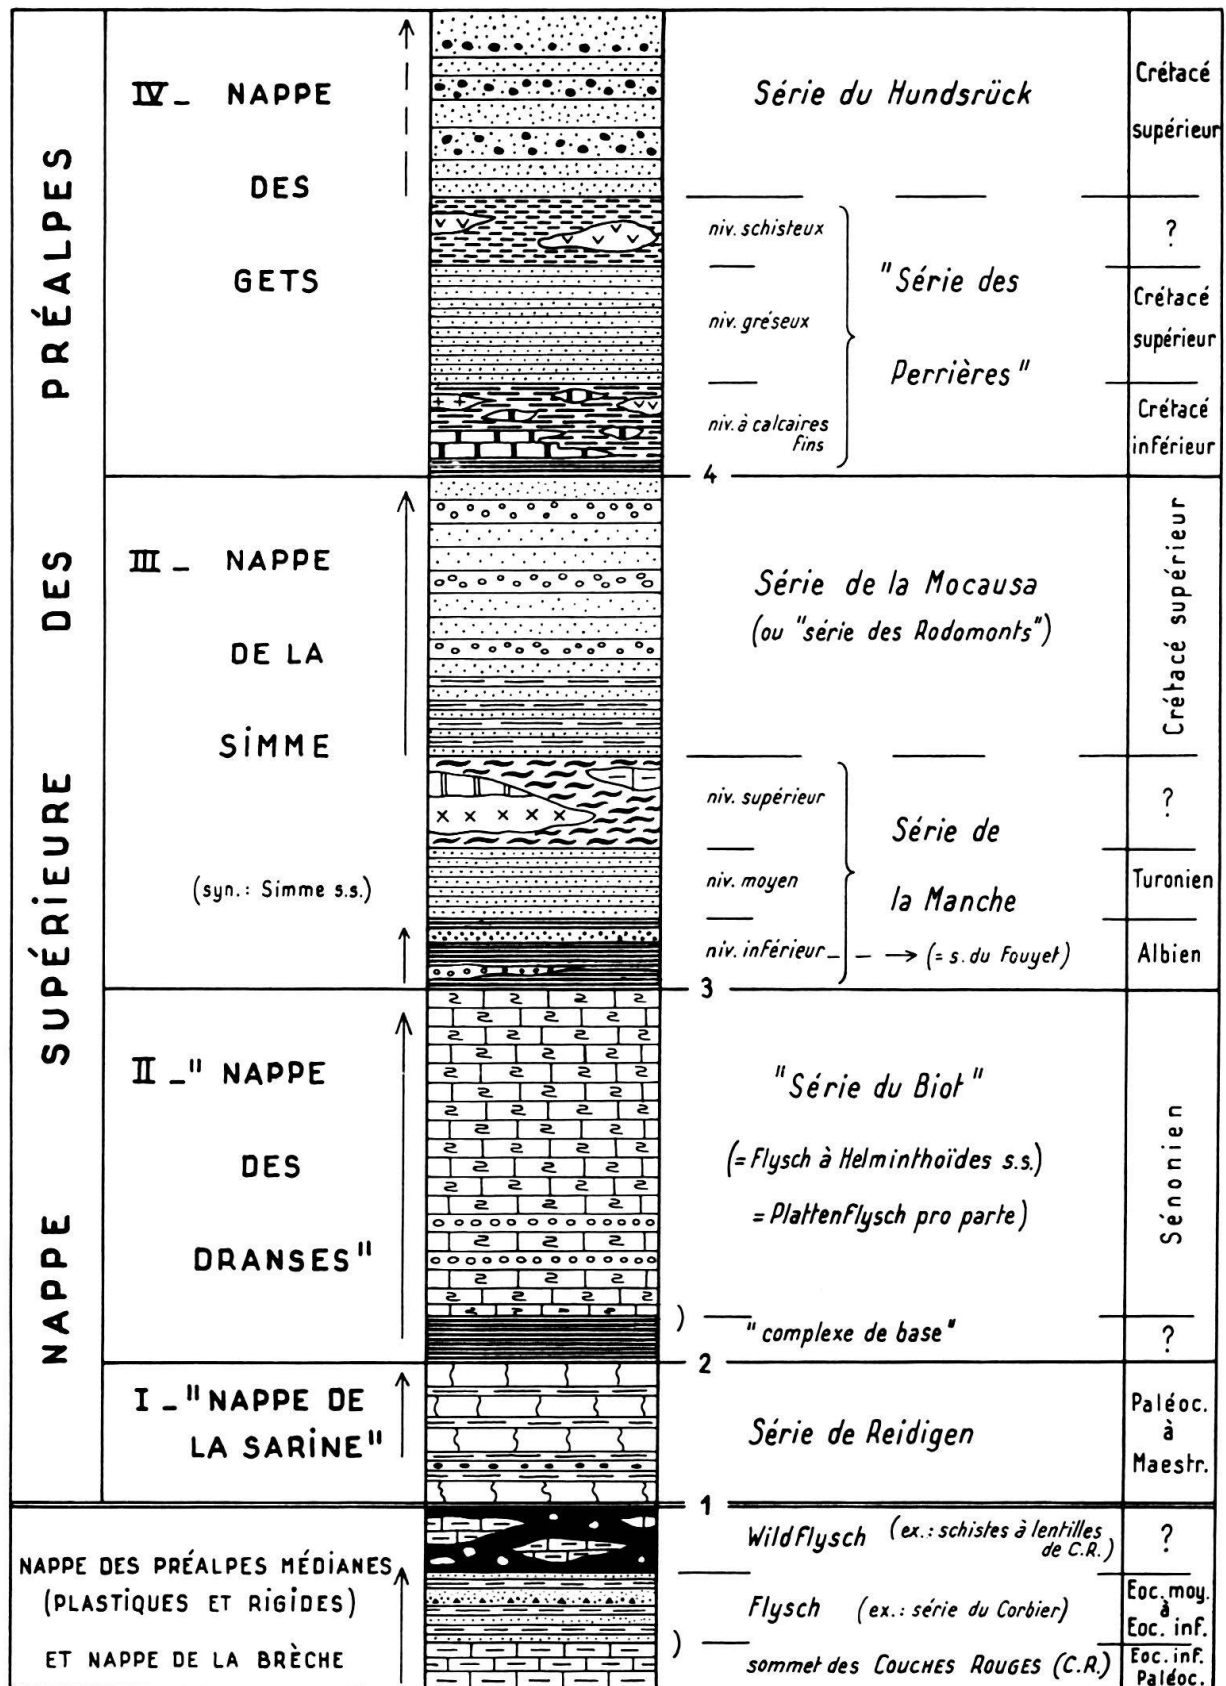 NAPPE SUPÉRIEURE DES PRÉALPES
IV_ NAPPE
DES
GETS
Série du Hundsrück
Crétacé
supérieur
niv. schisteux
?
niv. gréseux
"Série des
Perrières"
Crétacé
supérieur
niv. à calcaires
fins
Crétacé
inférieur
4
III_ NAPPE
DE LA
SIMME
(syn.: Simme s.s.)
Série de la Mocausa
(ou "série des Rodomonts")
Crétacé supérieur
niv. supérieur
?
niv. moyen
Série de
la Manche
Turonien
niv. inférieur
(= s. du Fouyet)
Albien
3
II_" NAPPE
DES
DRANSES"
"Série du Biot"
(= Flysch à Helminthoïdes s.s.)
= Plattenflysch pro parte)
Sénonien
)
"complexe de base"
?
2
I_"NAPPE DE
LA SARINE"
Série de Reidigen
Paléoc.
à
Maestr.
1
NAPPE DES PRÉALPES MÉDIANES
(PLASTIQUES ET RIGIDES)
ET NAPPE DE LA BRÈCHE
Wildflysch (ex.: schistes à lentilles
de C.R.)
?
Flysch (ex.: série du Corbier)
Eoc. moy.
à
Eoc. inf.
)
sommet des COUCHES ROUGES (C.R.)
Eoc. inf.
Paléoc.